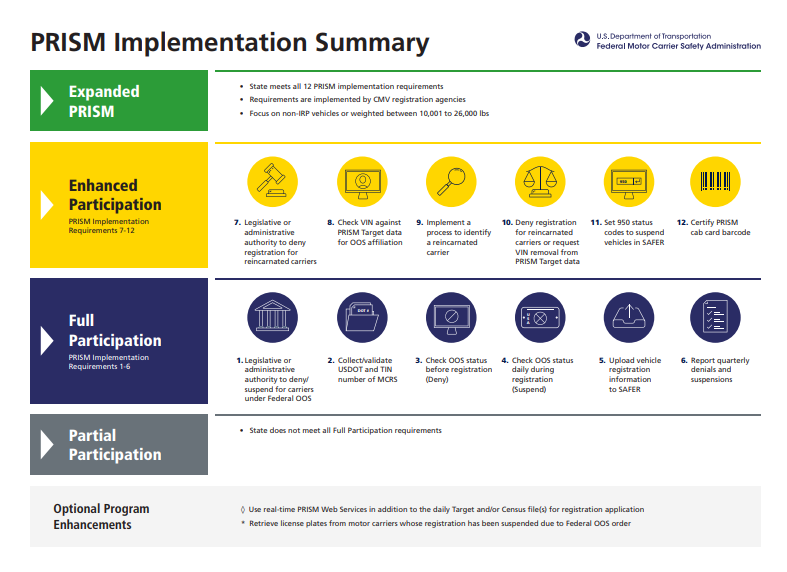 PRISM Implementation Summary
U.S. Department of Transportation
Federal Motor Carrier Safety Administration
Expanded
PRISM
• State meets all 12 PRISM implementation requirements
• Requirements are implemented by CMV registration agencies
• Focus on non-IRP vehicles or weighted between 10,001 to 26,000 lbs
Enhanced
Participation
PRISM Implementation
Requirements 7-12
7. Legislative or
administrative
authority to deny
registration for
reincarnated carriers
8. Check VIN against
PRISM Target data
for OOS affiliation
9. Implement a
process to identify
a reincarnated
carrier
10. Deny registration
for reincarnated
carriers or request
VIN removal from
PRISM Target data
950
11. Set 950 status
codes to suspend
vehicles in SAFER
12. Certify PRISM
cab card barcode
Full
Participation
PRISM Implementation
Requirements 1-6
1. Legislative or
administrative
authority to deny/
suspend for carriers
under Federal OOS
DOT #
2. Collect/validate
USDOT and TIN
number of MCRS
3. Check OOS status
before registration
(Deny)
USA
4. Check OOS status
daily during
registration
(Suspend)
5. Upload vehicle
registration
information
to SAFER
6. Report quarterly
denials and
suspensions
Partial
Participation
• State does not meet all Full Participation requirements
Optional Program
Enhancements
◊ Use real-time PRISM Web Services in addition to the daily Target and/or Census file(s) for registration application
* Retrieve license plates from motor carriers whose registration has been suspended due to Federal OOS order